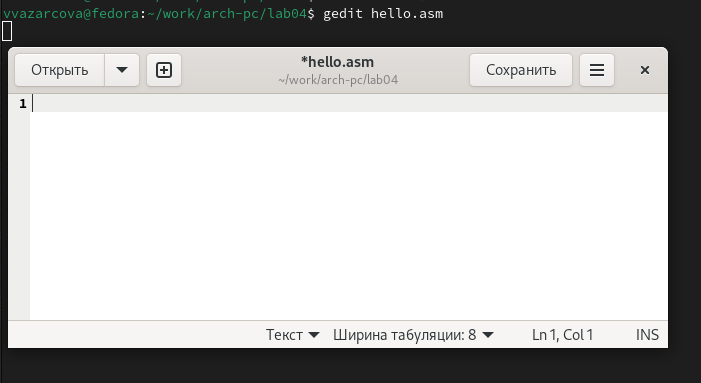 vvazarcova@fedora:~/work/arch-pc/lab04$ gedit hello.asm
Открыть *hello.asm Сохранить
~/work/arch-pc/lab04
1
Текст Ширина табуляции: 8 Ln 1, Col 1 INS